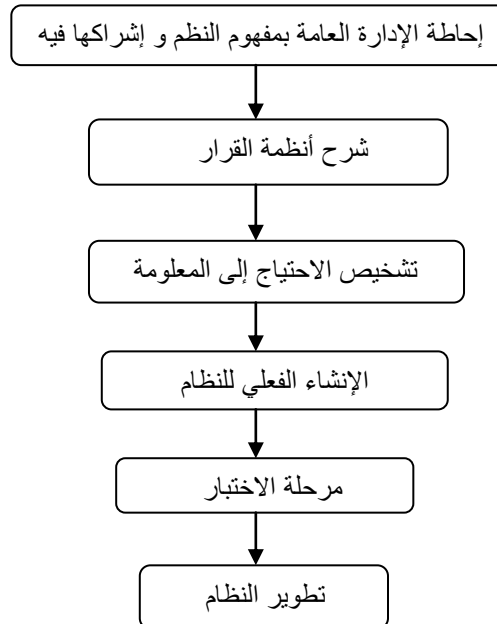 إحاطة الإدارة العامة بمفهوم النظم و إشراكها فيه
شرح أنظمة القرار
تشخيص الاحتياج إلى المعلومة
الإنشاء الفعلي للنظام
مرحلة الاختبار
تطوير النظام